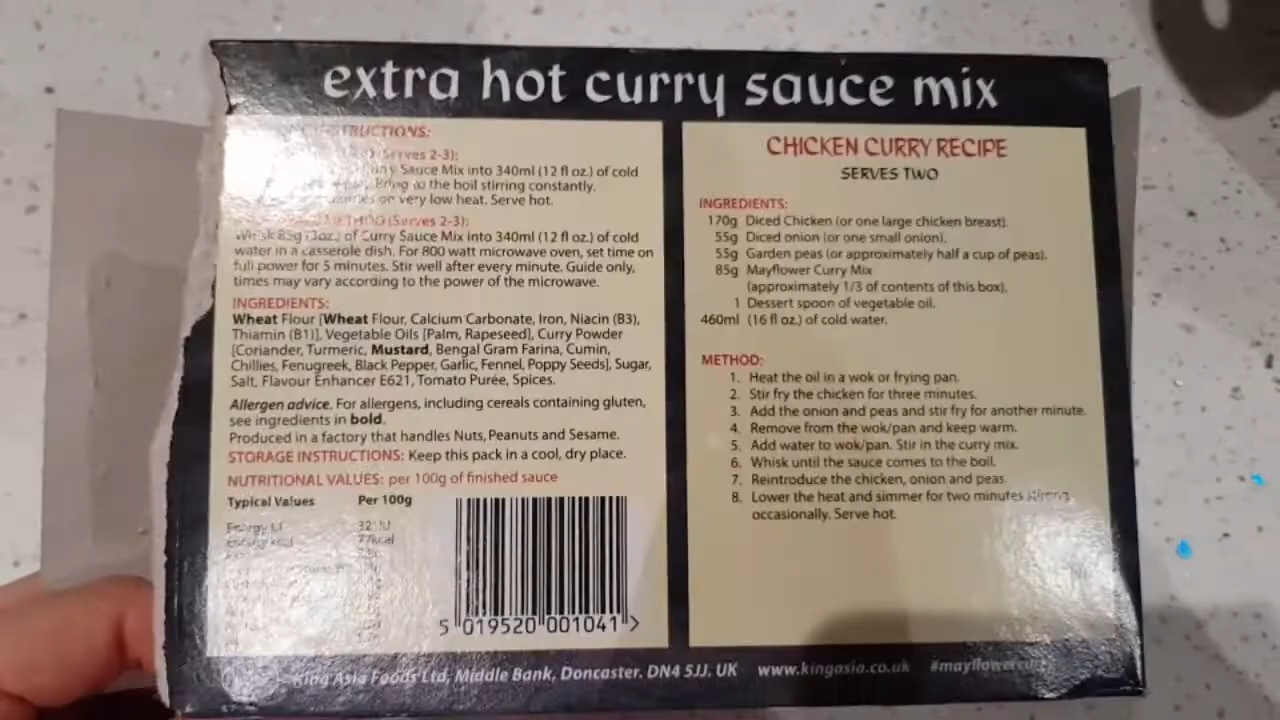 extra hot curry sauce mix
INSTRUCTIONS:
(Serves 2-3):
Sauce Mix into 340ml (12 fl oz.) of cold
Bring to the boil stirring constantly.
on very low heat. Serve hot.
METHOD (Serves 2-3):
Whisk 85g (3oz.) of Curry Sauce Mix into 340ml (12 fl oz.) of cold
water in a casserole dish. For 800 watt microwave oven, set time on
full power for 5 minutes. Stir well after every minute. Guide only,
times may vary according to the power of the microwave.
INGREDIENTS:
Wheat Flour [Wheat Flour, Calcium Carbonate, Iron, Niacin (B3),
Thiamin (B1)], Vegetable Oils [Palm, Rapeseed], Curry Powder
[Coriander, Turmeric, Mustard, Bengal Gram Farina, Cumin,
Chillies, Fenugreek, Black Pepper, Garlic, Fennel, Poppy Seeds], Sugar,
Salt, Flavour Enhancer E621, Tomato Purée, Spices.
Allergen advice. For allergens, including cereals containing gluten,
see ingredients in bold.
Produced in a factory that handles Nuts, Peanuts and Sesame.
STORAGE INSTRUCTIONS: Keep this pack in a cool, dry place.
NUTRITIONAL VALUES: per 100g of finished sauce
Typical Values Per 100g
Energy kJ
Energy kcal 77kcal
5 019520 001041 >
CHICKEN CURRY RECIPE
SERVES TWO
INGREDIENTS:
170g Diced Chicken (or one large chicken breast).
55g Diced onion (or one small onion).
55g Garden peas (or approximately half a cup of peas).
85g Mayflower Curry Mix
(approximately 1/3 of contents of this box).
1 Dessert spoon of vegetable oil.
460ml (16 fl oz.) of cold water.
METHOD:
1. Heat the oil in a wok or frying pan.
2. Stir fry the chicken for three minutes.
3. Add the onion and peas and stir fry for another minute.
4. Remove from the wok/pan and keep warm.
5. Add water to wok/pan. Stir in the curry mix.
6. Whisk until the sauce comes to the boil.
7. Reintroduce the chicken, onion and peas.
8. Lower the heat and simmer for two minutes stirring
occasionally. Serve hot.
King Asia Foods Ltd, Middle Bank, Doncaster. DN4 5JJ. UK www.kingasia.co.uk